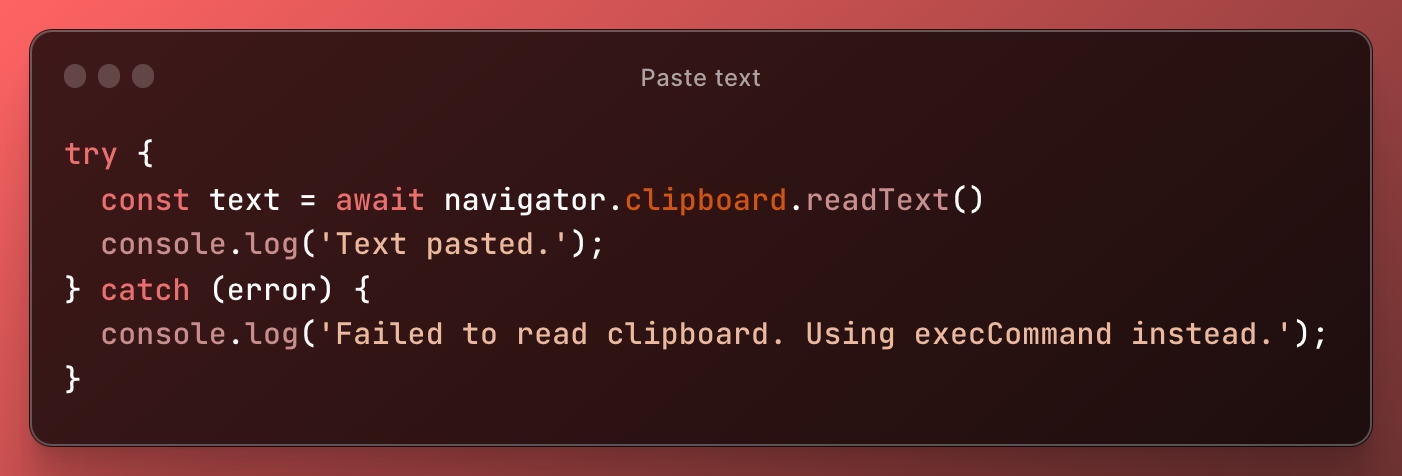 Paste text
try {
  const text = await navigator.clipboard.readText()
  console.log('Text pasted.');
} catch (error) {
  console.log('Failed to read clipboard. Using execCommand instead.');
}